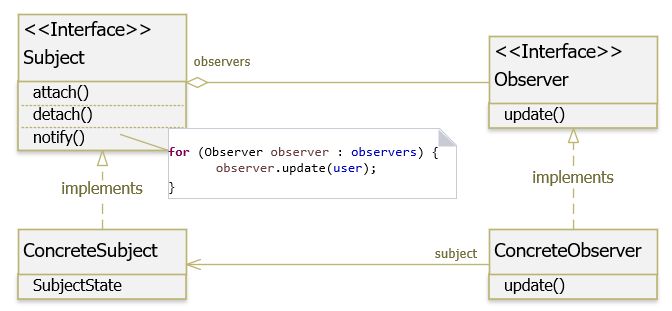 <<Interface>>
Subject
attach()
detach()
notify()
observers
<<Interface>>
Observer
update()
for (Observer observer : observers) {
observer.update(user);
}
implements
implements
ConcreteSubject
SubjectState
subject
ConcreteObserver
update()